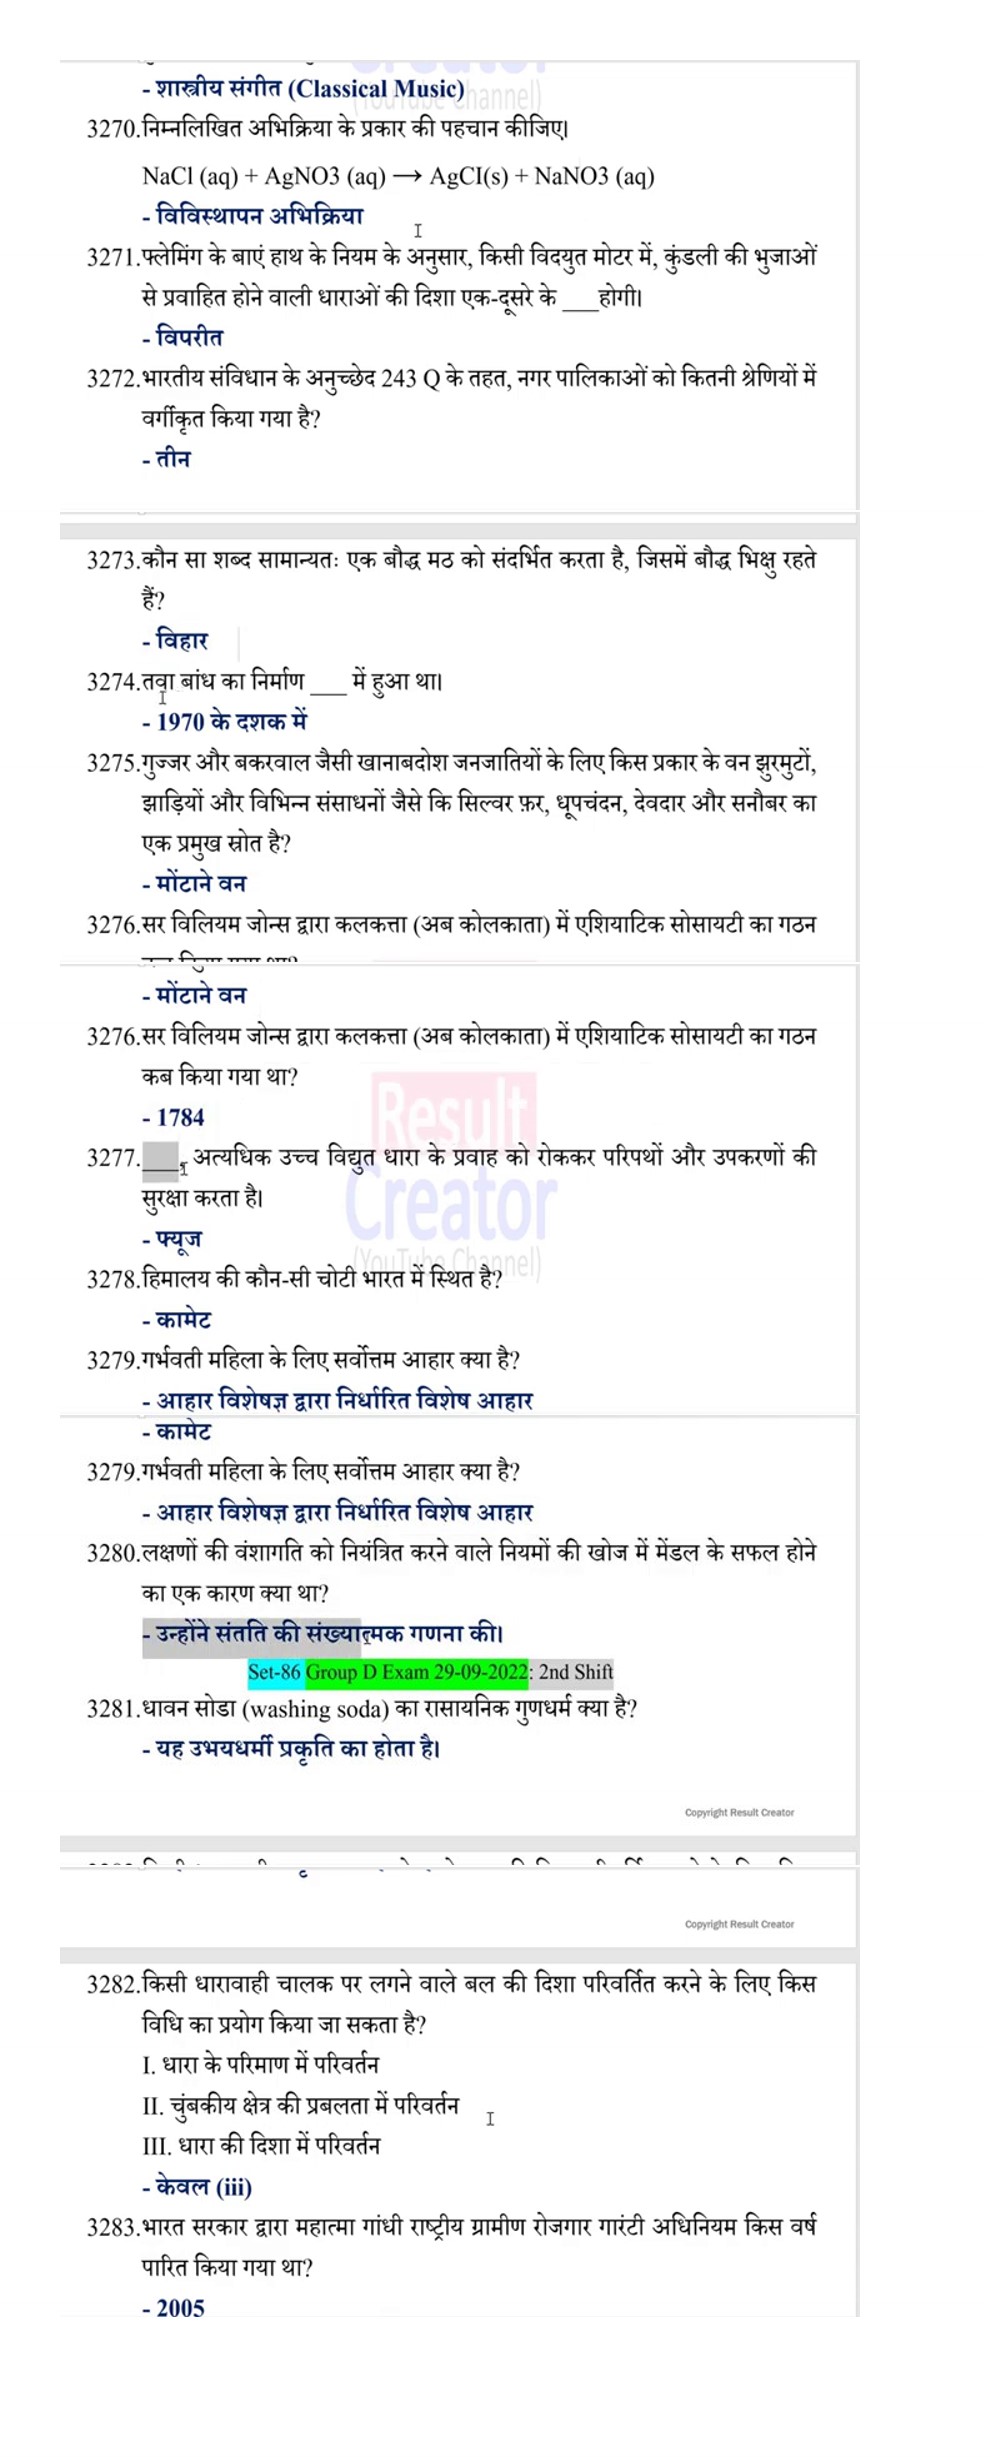 - शास्त्रीय संगीत (Classical Music)
3270.निम्नलिखित अभिक्रिया के प्रकार की पहचान कीजिए।
NaCl (aq) + AgNO3 (aq) → AgCI(s) + NaNO3 (aq)
- विविस्थापन अभिक्रिया
3271.फ्लेमिंग के बाएं हाथ के नियम के अनुसार, किसी विदयुत मोटर में, कुंडली की भुजाओं
से प्रवाहित होने वाली धाराओं की दिशा एक-दूसरे के ___होगी।
- विपरीत
3272.भारतीय संविधान के अनुच्छेद 243 Q के तहत, नगर पालिकाओं को कितनी श्रेणियों में
वर्गीकृत किया गया है?
- तीन
3273.कौन सा शब्द सामान्यतः एक बौद्ध मठ को संदर्भित करता है, जिसमें बौद्ध भिक्षु रहते
हैं?
- विहार
3274.तवा बांध का निर्माण ___ में हुआ था।
- 1970 के दशक में
3275.गुज्जर और बकरवाल जैसी खानाबदोश जनजातियों के लिए किस प्रकार के वन झुरमुटों,
झाड़ियों और विभिन्न संसाधनों जैसे कि सिल्वर फ़र, धूपचंदन, देवदार और सनौबर का
एक प्रमुख स्रोत है?
- मोंटाने वन
3276.सर विलियम जोन्स द्वारा कलकत्ता (अब कोलकाता) में एशियाटिक सोसायटी का गठन
- मोंटाने वन
3276.सर विलियम जोन्स द्वारा कलकत्ता (अब कोलकाता) में एशियाटिक सोसायटी का गठन
कब किया गया था?
- 1784
Result
3277.___, अत्यधिक उच्च विद्युत धारा के प्रवाह को रोककर परिपथों और उपकरणों की
सुरक्षा करता है।
Creator
- फ्यूज
(YouTube Channel)
3278.हिमालय की कौन-सी चोटी भारत में स्थित है?
- कामेट
3279.गर्भवती महिला के लिए सर्वोत्तम आहार क्या है?
- आहार विशेषज्ञ द्वारा निर्धारित विशेष आहार
- कामेट
3279.गर्भवती महिला के लिए सर्वोत्तम आहार क्या है?
- आहार विशेषज्ञ द्वारा निर्धारित विशेष आहार
3280.लक्षणों की वंशागति को नियंत्रित करने वाले नियमों की खोज में मेंडल के सफल होने
का एक कारण क्या था?
- उन्होंने संतति की संख्यात्मक गणना की।
Set-86 Group D Exam 29-09-2022: 2nd Shift
3281.धावन सोडा (washing soda) का रासायनिक गुणधर्म क्या है?
- यह उभयधर्मी प्रकृति का होता है।
Copyright Result Creator
Copyright Result Creator
3282.किसी धारावाही चालक पर लगने वाले बल की दिशा परिवर्तित करने के लिए किस
विधि का प्रयोग किया जा सकता है?
I. धारा के परिमाण में परिवर्तन
II. चुंबकीय क्षेत्र की प्रबलता में परिवर्तन
III. धारा की दिशा में परिवर्तन
- केवल (iii)
3283.भारत सरकार द्वारा महात्मा गांधी राष्ट्रीय ग्रामीण रोजगार गारंटी अधिनियम किस वर्ष
पारित किया गया था?
- 2005